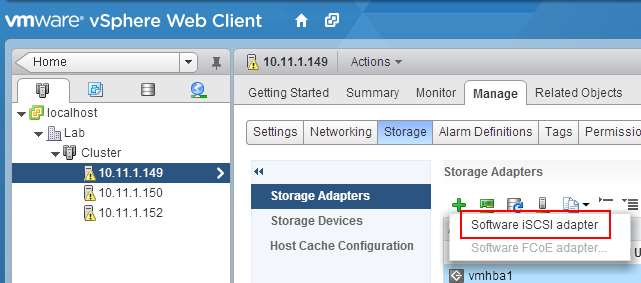 vmware® vSphere Web Client
Home
10.11.1.149 Actions
Getting Started Summary Monitor Manage Related Objects
localhost
Lab
Cluster
10.11.1.149
10.11.1.150
10.11.1.152
Settings Networking Storage Alarm Definitions Tags Permissio
Storage Adapters
Storage Devices
Host Cache Configuration
Storage Adapters
Software iSCSI adapter
Software FCoE adapter...
vmhba1